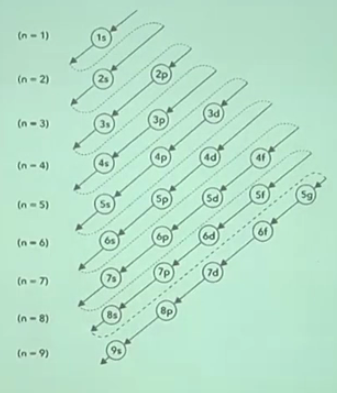 (n = 1) 1s
(n = 2) 2s 2p
(n = 3) 3s 3p 3d
(n = 4) 4s 4p 4d 4f
(n = 5) 5s 5p 5d 5f 5g
(n = 6) 6s 6p 6d 6f
(n = 7) 7s 7p 7d
(n = 8) 8s 8p
(n = 9) 9s